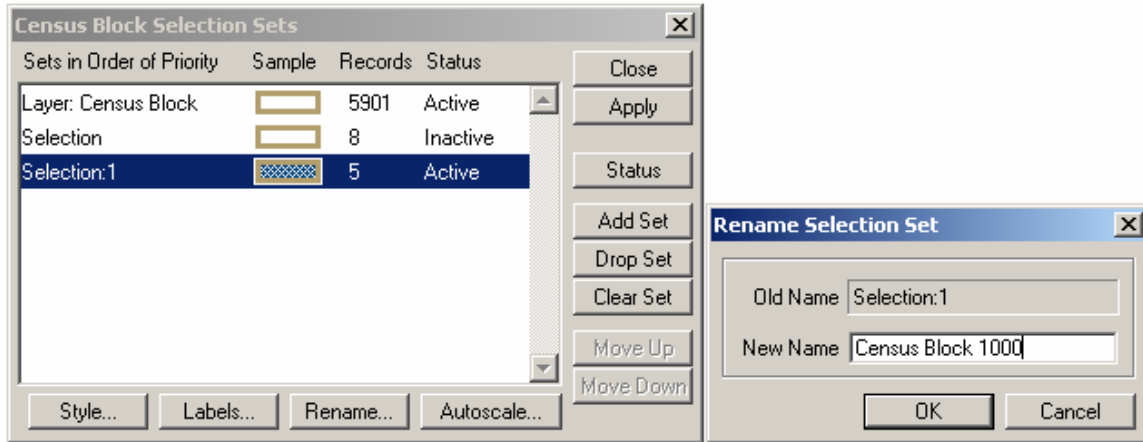 Census Block Selection Sets
Sets in Order of Priority Sample Records Status
Layer: Census Block 5901 Active
Selection 8 Inactive
Selection:1 5 Active
Close
Apply
Status
Add Set
Drop Set
Clear Set
Move Up
Move Down
Style... Labels... Rename... Autoscale...
Rename Selection Set
Old Name Selection:1
New Name Census Block 1000
OK Cancel